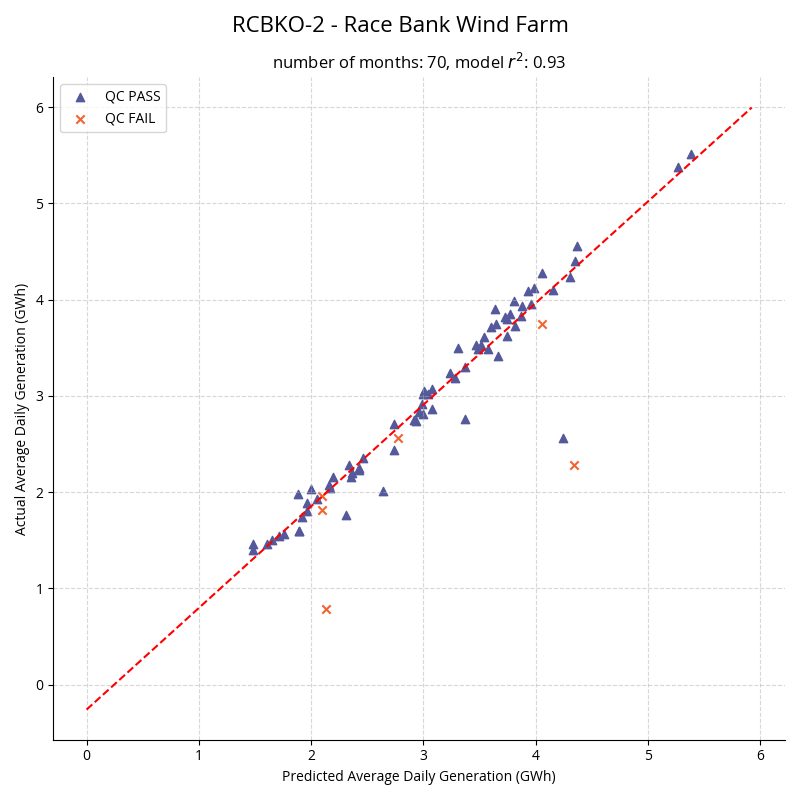 RCBKO-2 - Race Bank Wind Farm
number of months: 70, model r²: 0.93
QC PASS
QC FAIL
6
5
4
3
2
1
0
Actual Average Daily Generation (GWh)
0 1 2 3 4 5 6
Predicted Average Daily Generation (GWh)